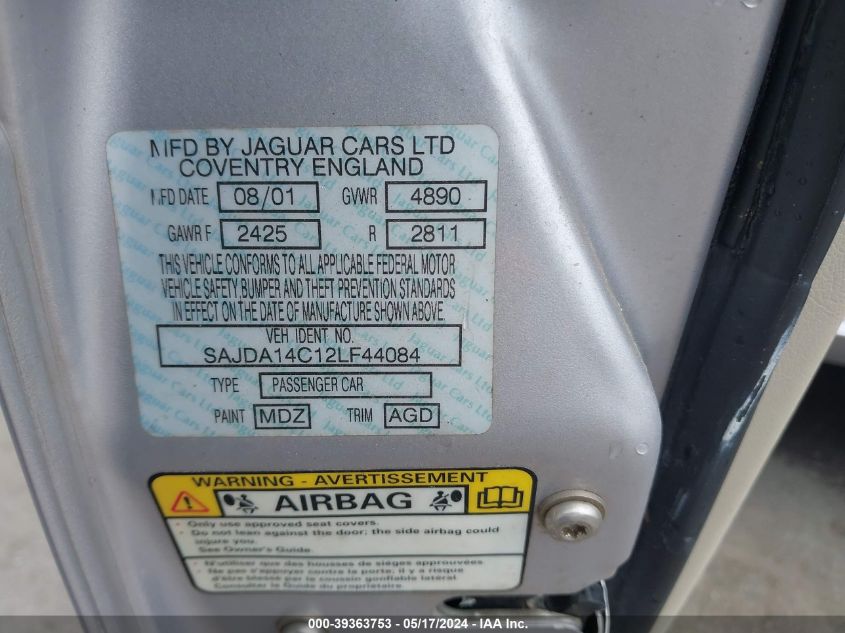 MFD BY JAGUAR CARS LTD
COVENTRY ENGLAND
MFD DATE 08/01 GVWR 4890
GAWR F 2425 R 2811
THIS VEHICLE CONFORMS TO ALL APPLICABLE FEDERAL MOTOR
VEHICLE SAFETY BUMPER AND THEFT PREVENTION STANDARDS
IN EFFECT ON THE DATE OF MANUFACTURE SHOWN ABOVE.
VEH IDENT NO.
SAJDA14C12LF44084
TYPE PASSENGER CAR
PAINT MDZ TRIM AGD
WARNING - AVERTISSEMENT
AIRBAG
· Only use approved seat covers.
· Do not lean against the door; the side airbag could
injure you.
See Owner's Guide.
· N'utiliser que des housses de sièges approuvées
· Ne pas s'appuyer contre la porte; il y a risque
d'être blessé par le coussin gonflable latéral.
Consulter le Guide du propriétaire.
000-39363753 - 05/17/2024 - IAA Inc.